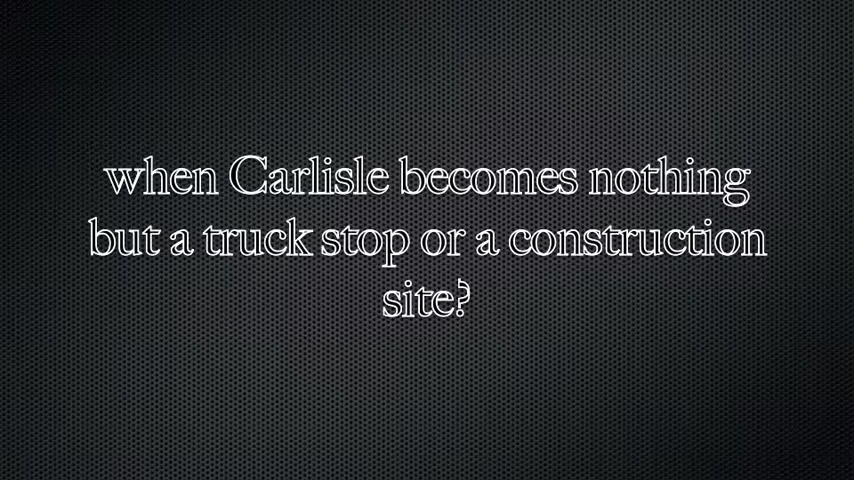 when Carlisle becomes nothing
but a truck stop or a construction
site?